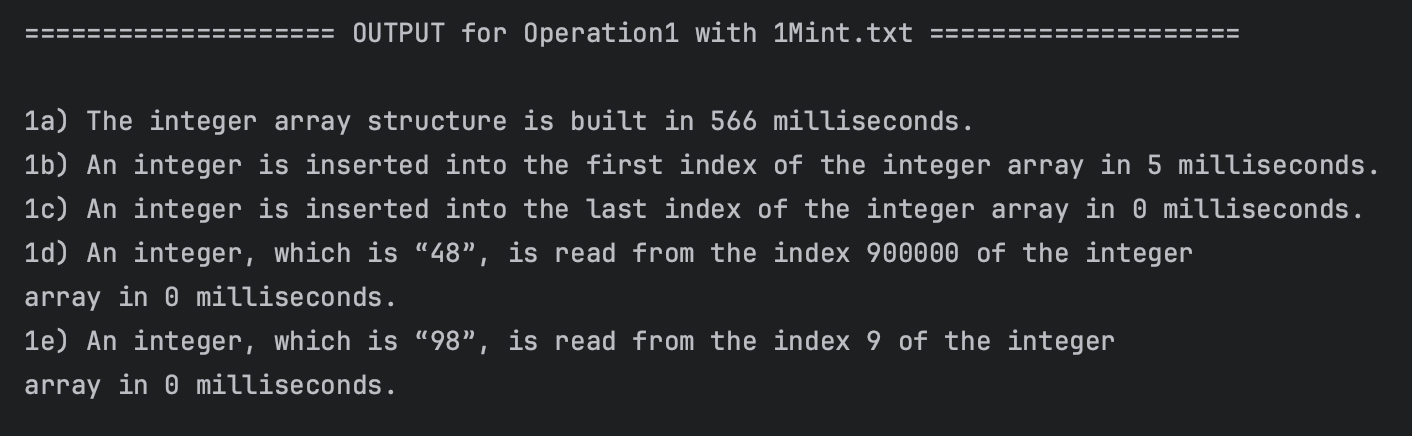 ==================== OUTPUT for Operation1 with 1Mint.txt ====================
1a) The integer array structure is built in 566 milliseconds.
1b) An integer is inserted into the first index of the integer array in 5 milliseconds.
1c) An integer is inserted into the last index of the integer array in 0 milliseconds.
1d) An integer, which is “48”, is read from the index 900000 of the integer
array in 0 milliseconds.
1e) An integer, which is “98”, is read from the index 9 of the integer
array in 0 milliseconds.